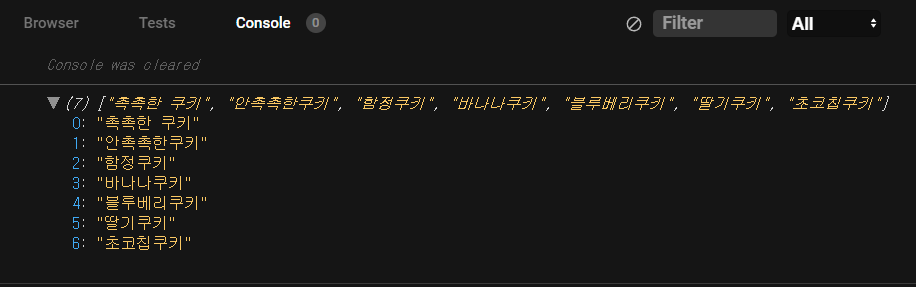 Browser Tests Console 0 Filter All
Console was cleared
▼(7) ["촉촉한 쿠키", "안촉촉한쿠키", "함정쿠키", "바나나쿠키", "블루베리쿠키", "딸기쿠키", "초코칩쿠키"]
0: "촉촉한 쿠키"
1: "안촉촉한쿠키"
2: "함정쿠키"
3: "바나나쿠키"
4: "블루베리쿠키"
5: "딸기쿠키"
6: "초코칩쿠키"